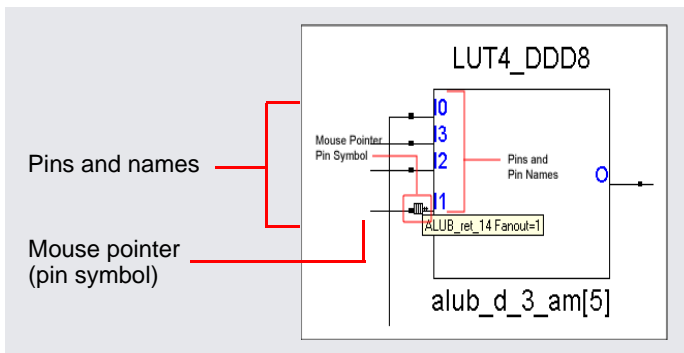 LUT4_DDD8
Pins and names
Mouse pointer
(pin symbol)
Mouse Pointer
Pin Symbol
I0
I3
I2
I1
Pins and
Pin Names
O
ALUB_ret_14 Fanout=1
alub_d_3_am[5]